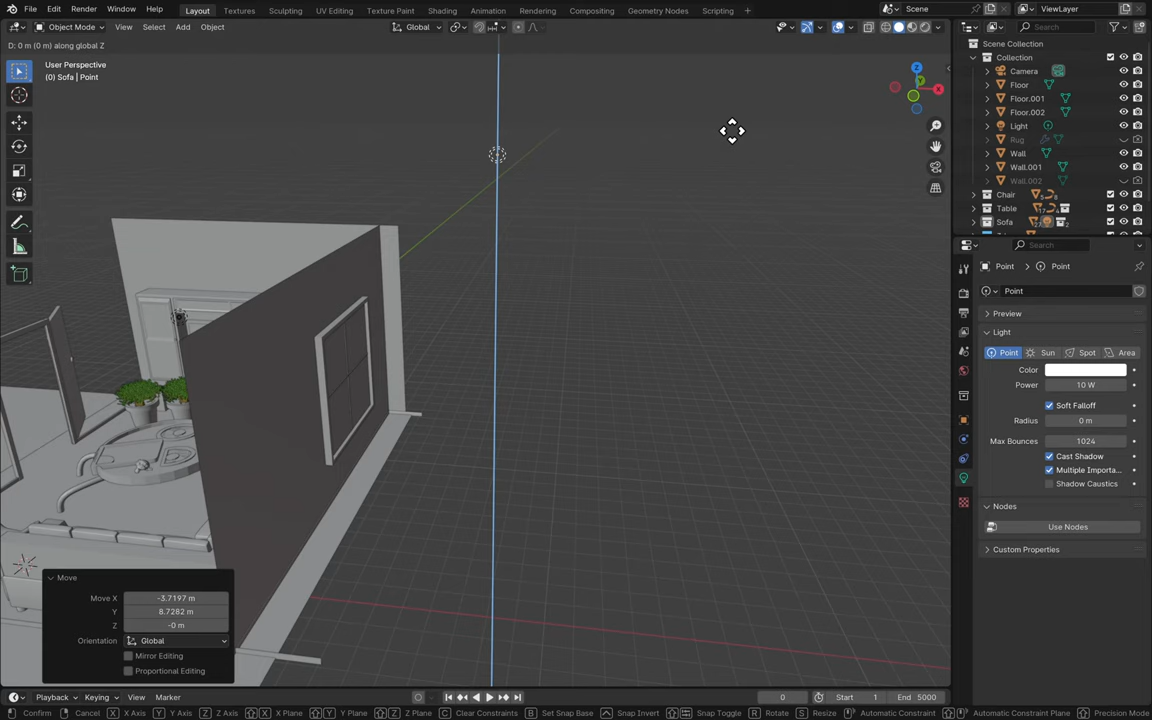 File Edit Render Window Help Layout Textures Sculpting UV Editing Texture Paint Shading Animation Rendering Compositing Geometry Nodes Scripting Scene ViewLayer
Object Mode View Select Add Object Global Search
D: 0 m (0 m) along global Z
User Perspective
(0) Sofa | Point
X
Y
Z
Scene Collection
Collection
Camera
Floor
Floor.001
Floor.002
Light
Rug
Wall
Wall.001
Wall.002
Chair
Table
Sofa
Search
Point Point
Point
Preview
Light
Point Sun Spot Area
Color
Power 10 W
Soft Falloff
Radius 0 m
Max Bounces 1024
Cast Shadow
Multiple Importa...
Shadow Caustics
Nodes
Use Nodes
Custom Properties
Move
Move X -3.7197 m
Y 8.7282 m
Z -0 m
Orientation Global
Mirror Editing
Proportional Editing
Playback Keying View Marker 0 Start 1 End 5000
Confirm Cancel X X Axis Y Y Axis Z Z Axis X X Plane Y Y Plane Z Z Plane C Clear Constraints B Set Snap Base Snap Invert Snap Toggle R Rotate S Resize Automatic Constraint Automatic Constraint Plane Precision Mode